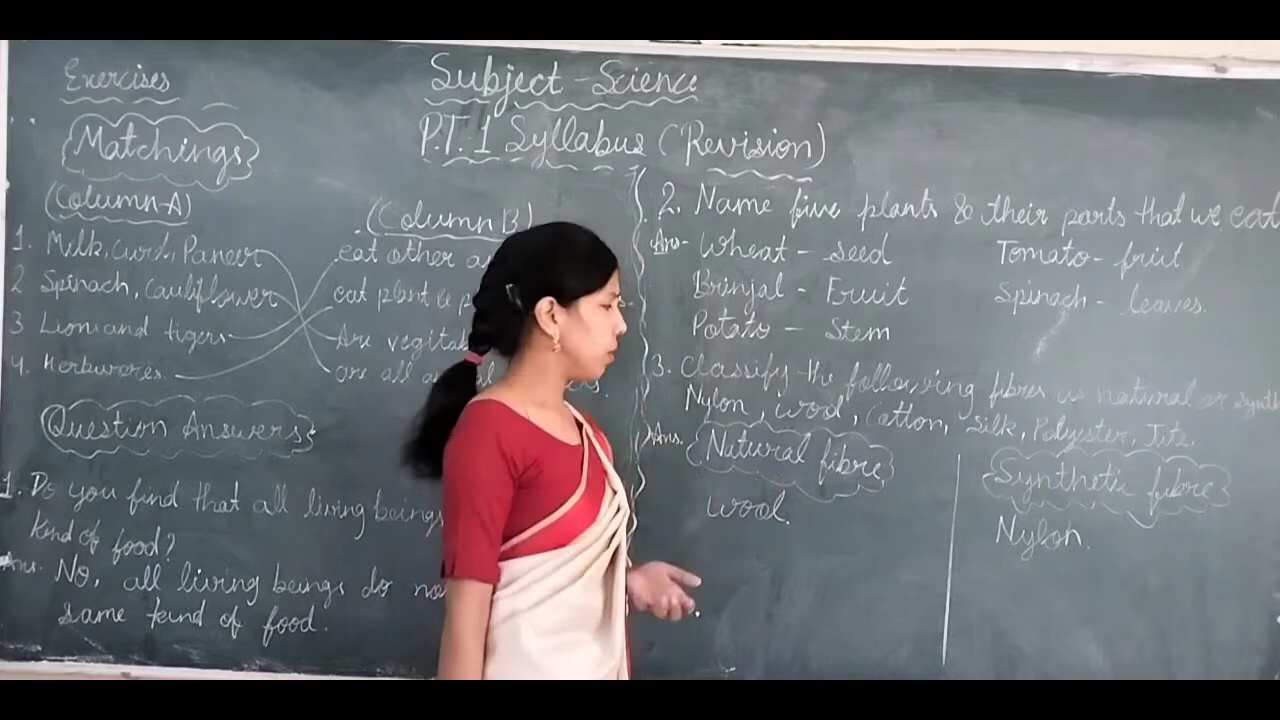 Exercises
Subject - Science
P.T.1 Syllabus (Revision)
Matchings
(Column-A)
(Column B)
1. Milk, curd, Paneer
2 Spinach, cauliflower
3 Lion and tigers
4. Herbivores
eat other
eat plant &
Are
are all
Question Answers
1. Do you find that all living beings
kind of food?
Ans. No, all living beings do
same kind of food.
2. Name five plants & their parts that we eat
Ans- Wheat - seed
Tomato - fruit
Brinjal - Fruit
Spinach - leaves.
Potato - Stem
3. Classify the following fibres as natural or
Nylon, wool, Cotton, Silk, Polyester, Jute.
Ans.
Natural fibre
Synthetic fibre
wool.
Nylon.